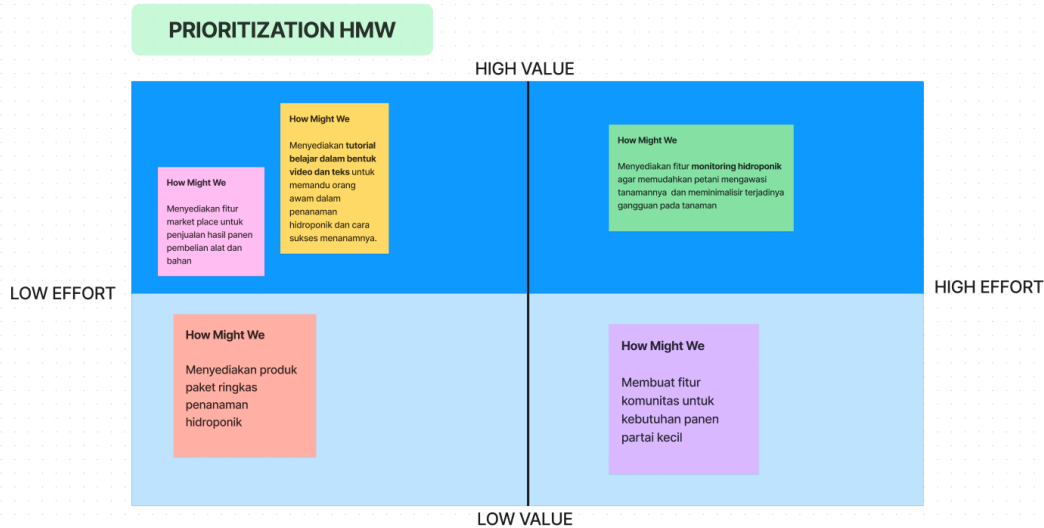 PRIORITIZATION HMW
HIGH VALUE
How Might We
Menyediakan tutorial
belajar dalam bentuk
video dan teks untuk
memandu orang
awam dalam
penanaman
hidroponik dan cara
sukses menanamnya.
How Might We
Menyediakan fitur monitoring hidroponik
agar memudahkan petani mengawasi
tanamannya dan meminimalisir terjadinya
gangguan pada tanaman
How Might We
Menyediakan fitur
market place untuk
penjualan hasil panen
pembelian alat dan
bahan
LOW EFFORT
HIGH EFFORT
How Might We
Menyediakan produk
paket ringkas
penanaman
hidroponik
How Might We
Membuat fitur
komunitas untuk
kebutuhan panen
partai kecil
LOW VALUE